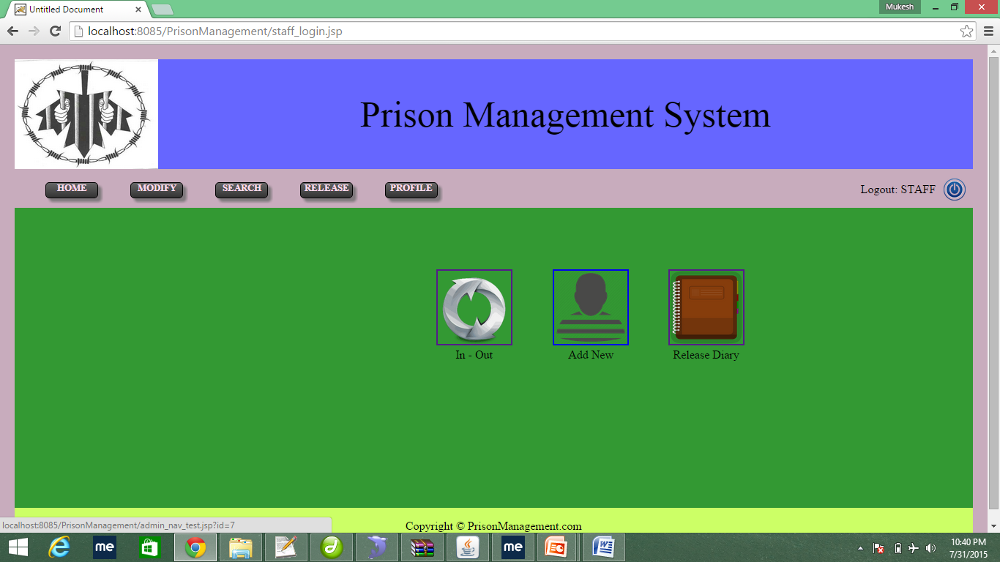 Untitled Document
Mukesh
localhost:8085/PrisonManagement/staff_login.jsp
Prison Management System
HOME MODIFY SEARCH RELEASE PROFILE Logout: STAFF
In - Out Add New Release Diary
localhost:8085/PrisonManagement/admin_nav_test.jsp?id=7
Copyright © PrisonManagement.com
me me
10:40 PM
7/31/2015